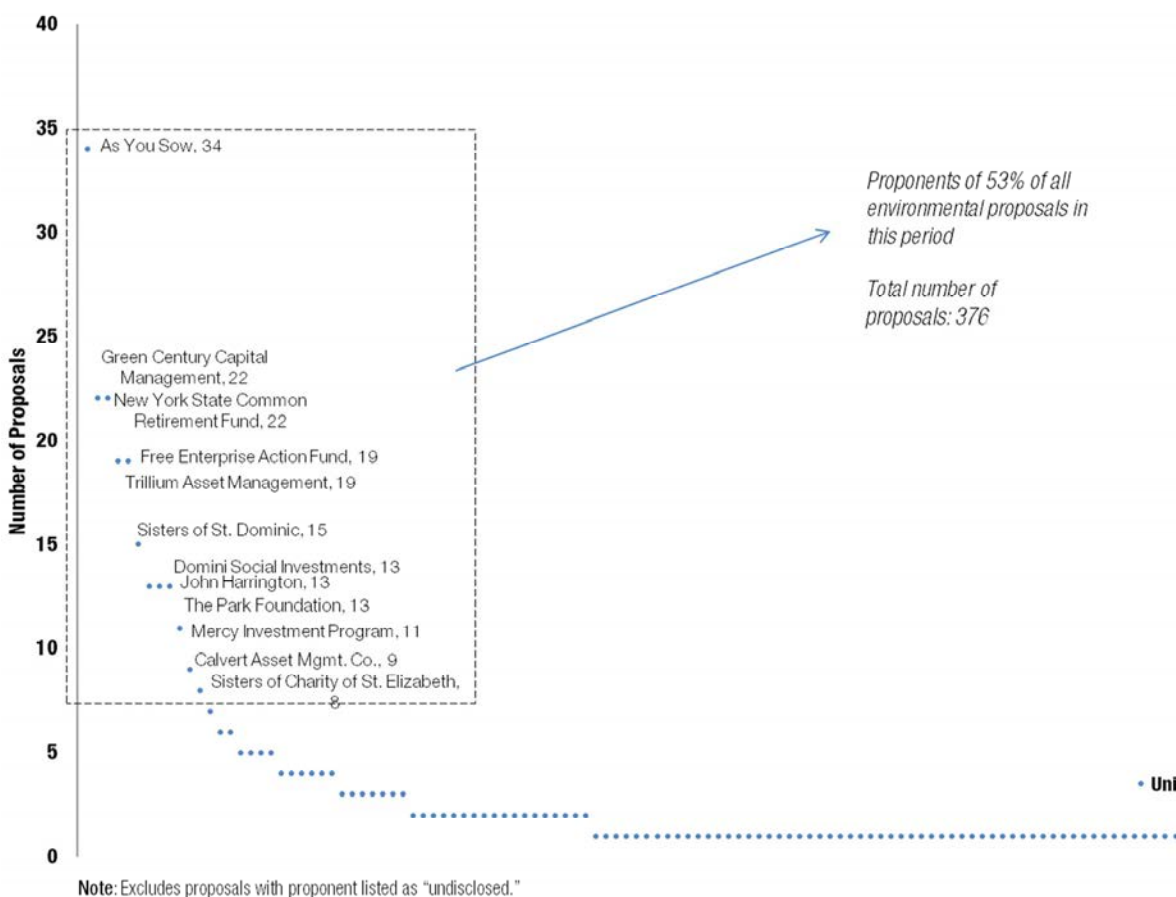 40
35
As You Sow, 34
Proponents of 53% of all
environmental proposals in
this period
30
Total number of
proposals: 376
25
Green Century Capital
Management, 22
New York State Common
Retirement Fund, 22
20
Free Enterprise Action Fund, 19
Trillium Asset Management, 19
Number of Proposals
15
Sisters of St. Dominic, 15
Domini Social Investments, 13
John Harrington, 13
The Park Foundation, 13
Mercy Investment Program, 11
10
Calvert Asset Mgmt. Co., 9
Sisters of Charity of St. Elizabeth,
8
5
Uni
0
Note: Excludes proposals with proponent listed as "undisclosed."